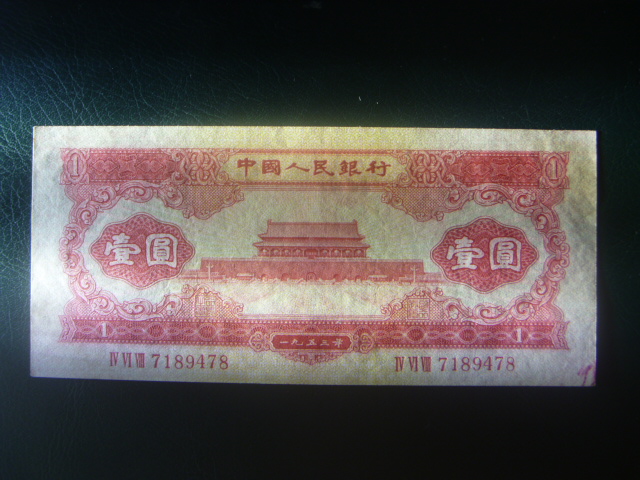 1 中國人民銀行 1
壹圓 壹圓
1 一九五三年 1
IV VI VIII 7189478 IV VI VIII 7189478